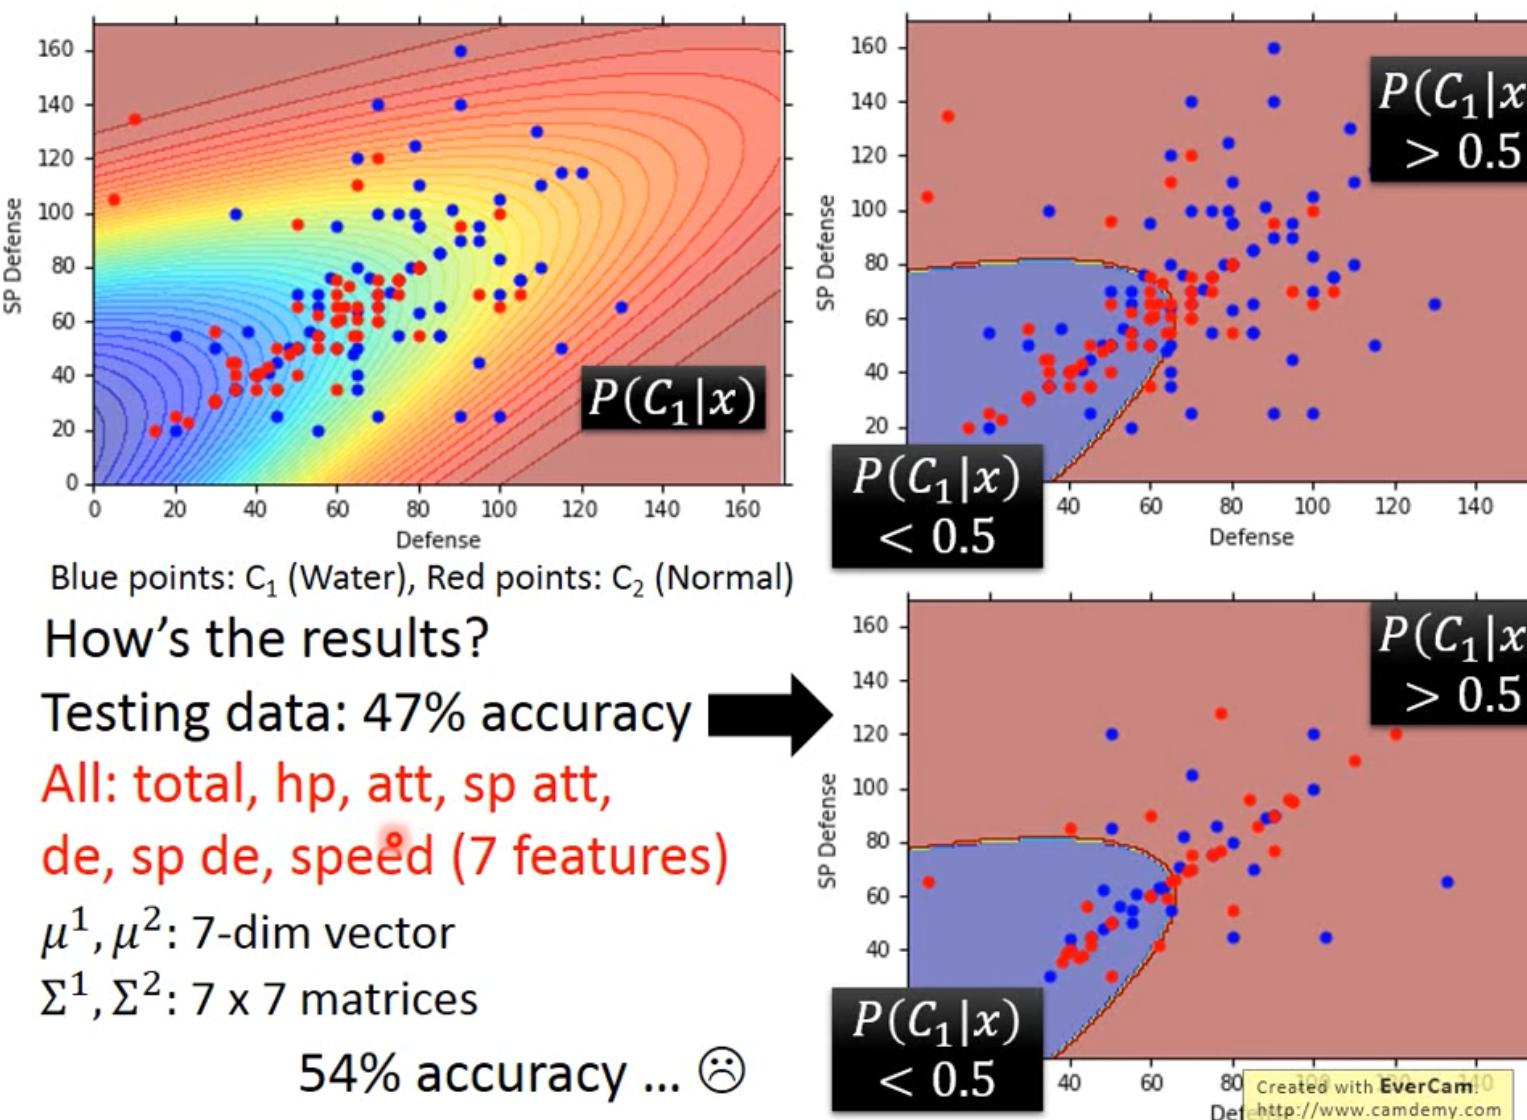 160
140
120
100
80
60
40
20
0
SP Defense
0 20 40 60 80 100 120 140 160
Defense
P(C₁|x)
160
140
120
100
80
60
40
20
SP Defense
40 60 80 100 120 140
Defense
P(C₁|x
> 0.5
P(C₁|x)
< 0.5
Blue points: C₁ (Water), Red points: C₂ (Normal)
How’s the results?
Testing data: 47% accuracy
All: total, hp, att, sp att,
de, sp de, speed (7 features)
μ¹, μ²: 7-dim vector
Σ¹, Σ²: 7 x 7 matrices
54% accuracy ... ☹
160
140
120
100
80
60
40
SP Defense
P(C₁|x
> 0.5
P(C₁|x)
< 0.5
40 60 80 100 120 140
Created with EverCam.
http://www.camdemy.com